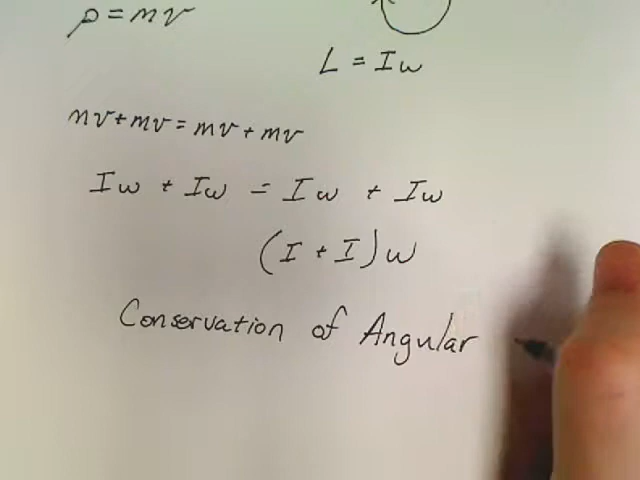 p = mv
L = Iω
mv + mv = mv + mv
Iω + Iω = Iω + Iω
(I + I)ω
Conservation of Angular